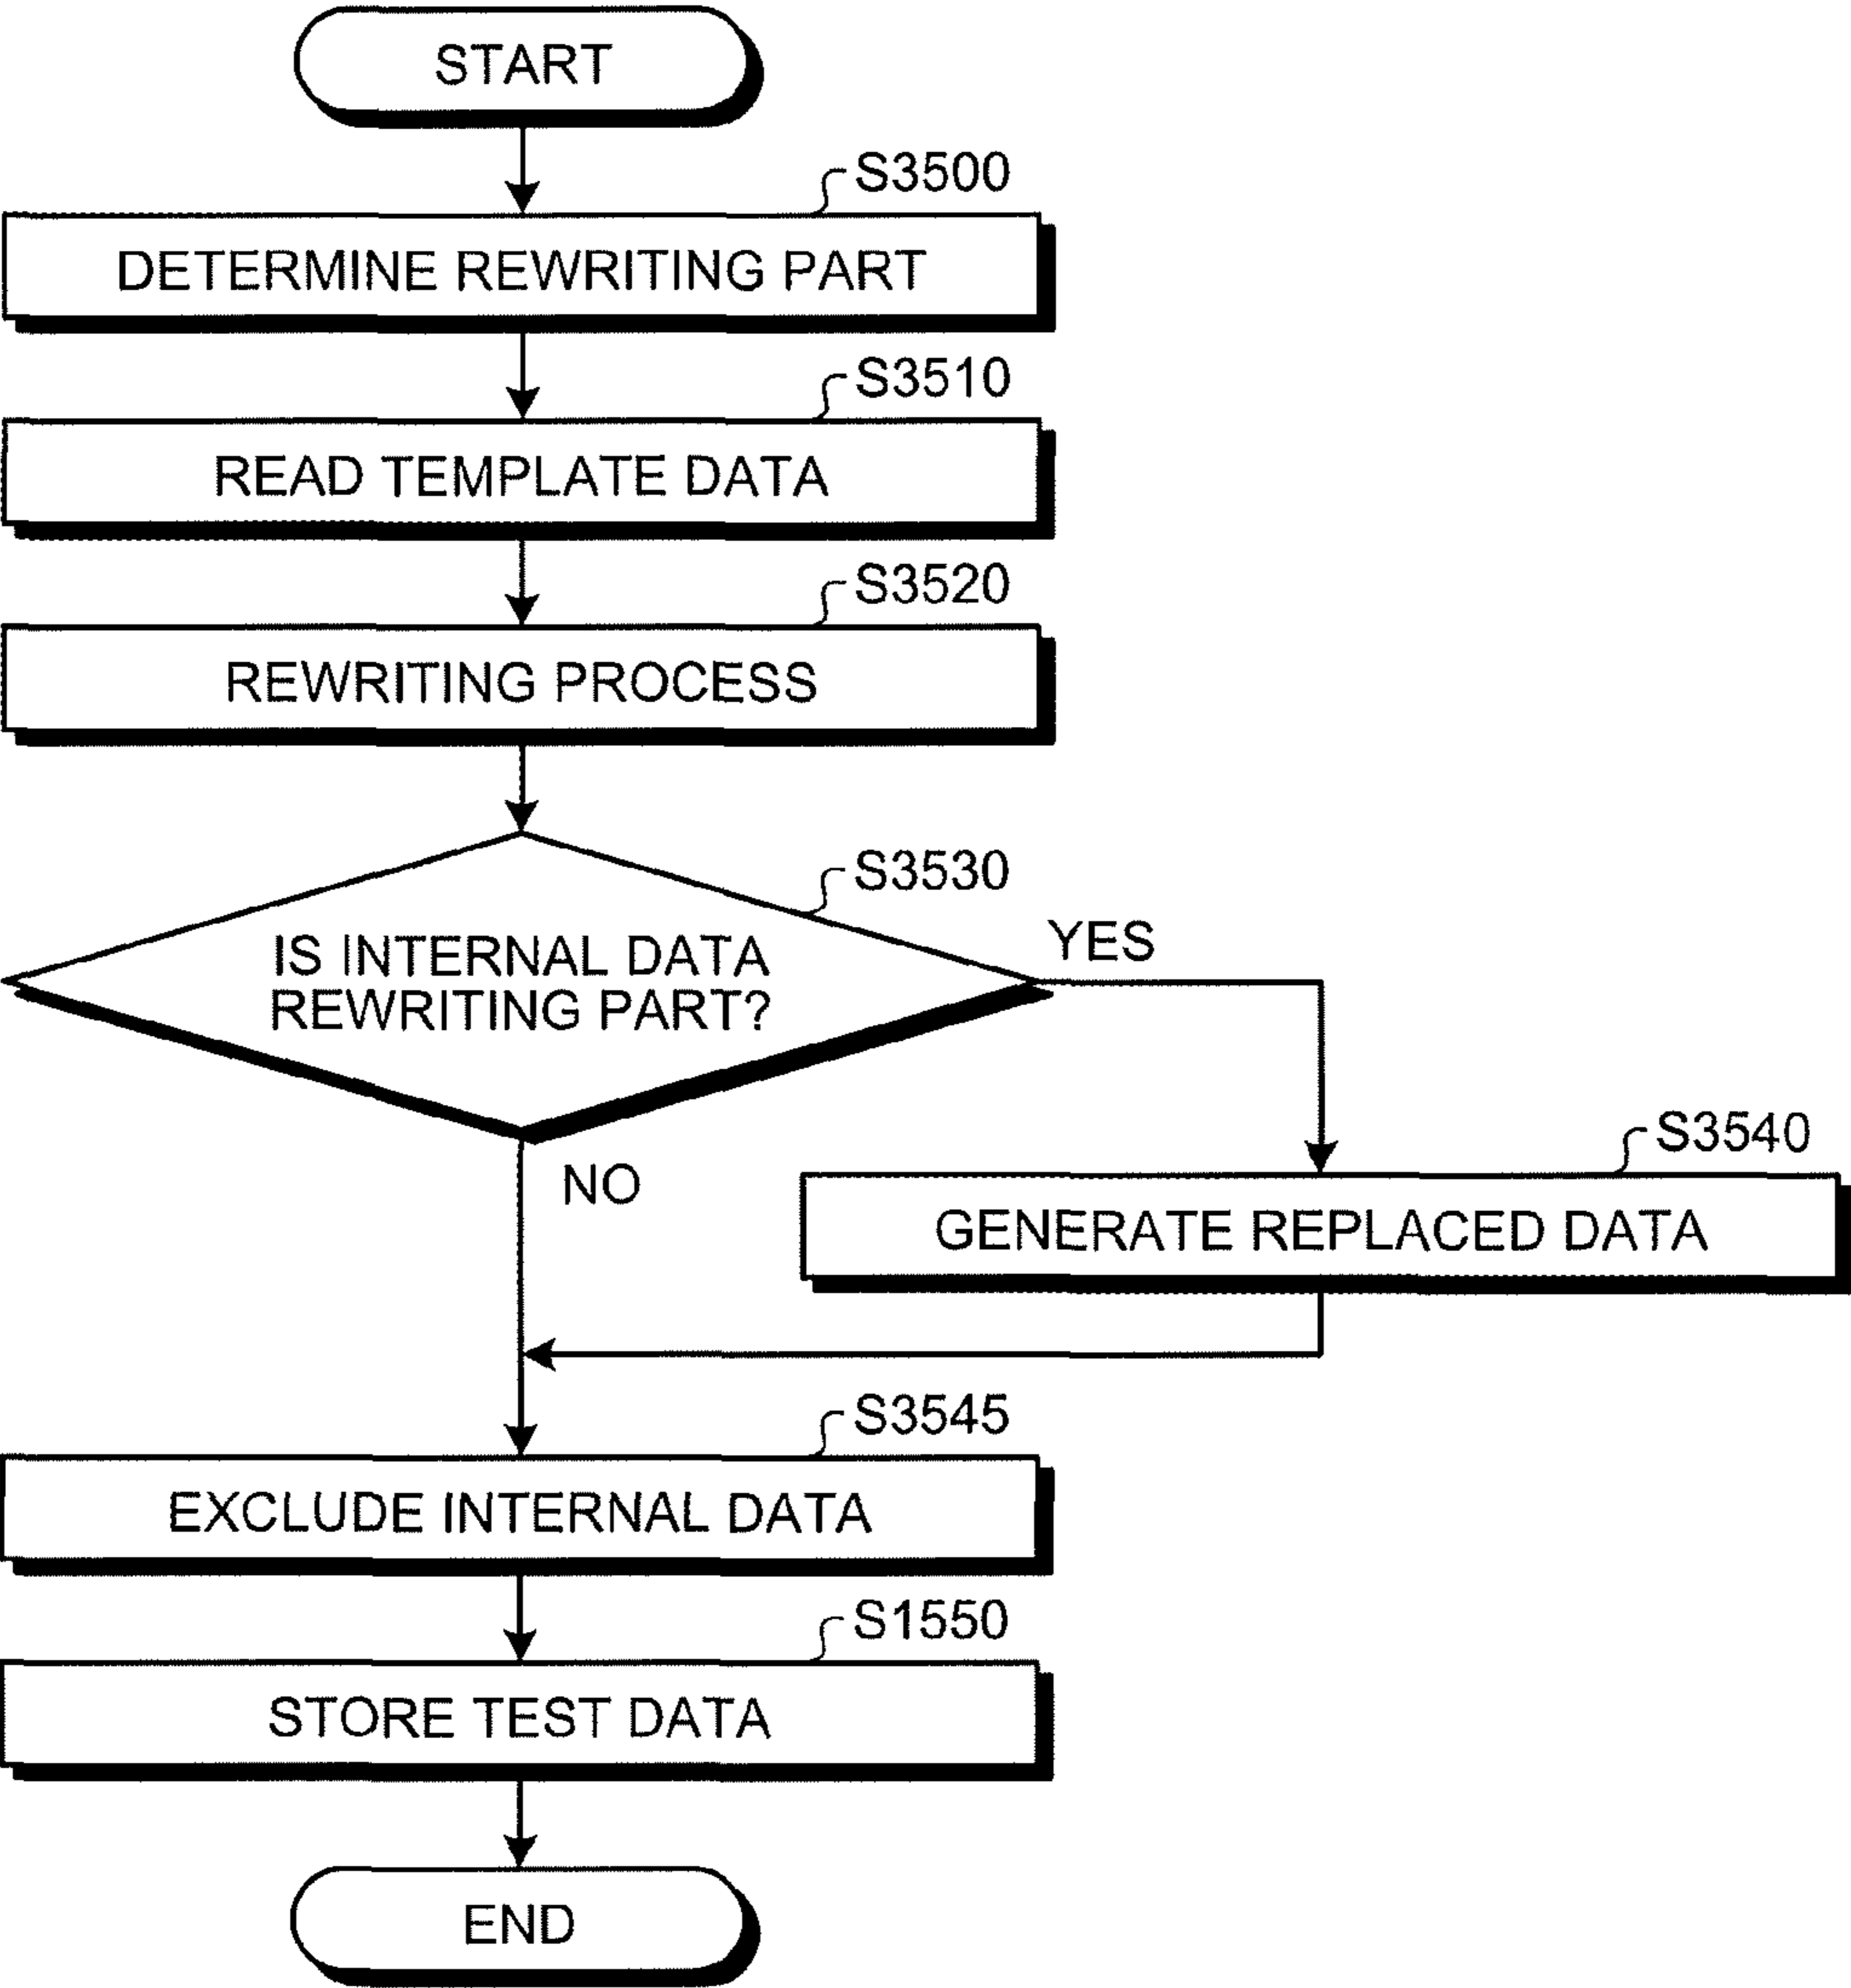 START
S3500
DETERMINE REWRITING PART
S3510
READ TEMPLATE DATA
S3520
REWRITING PROCESS
S3530
IS INTERNAL DATA
REWRITING PART?
YES
NO
S3540
GENERATE REPLACED DATA
S3545
EXCLUDE INTERNAL DATA
S1550
STORE TEST DATA
END